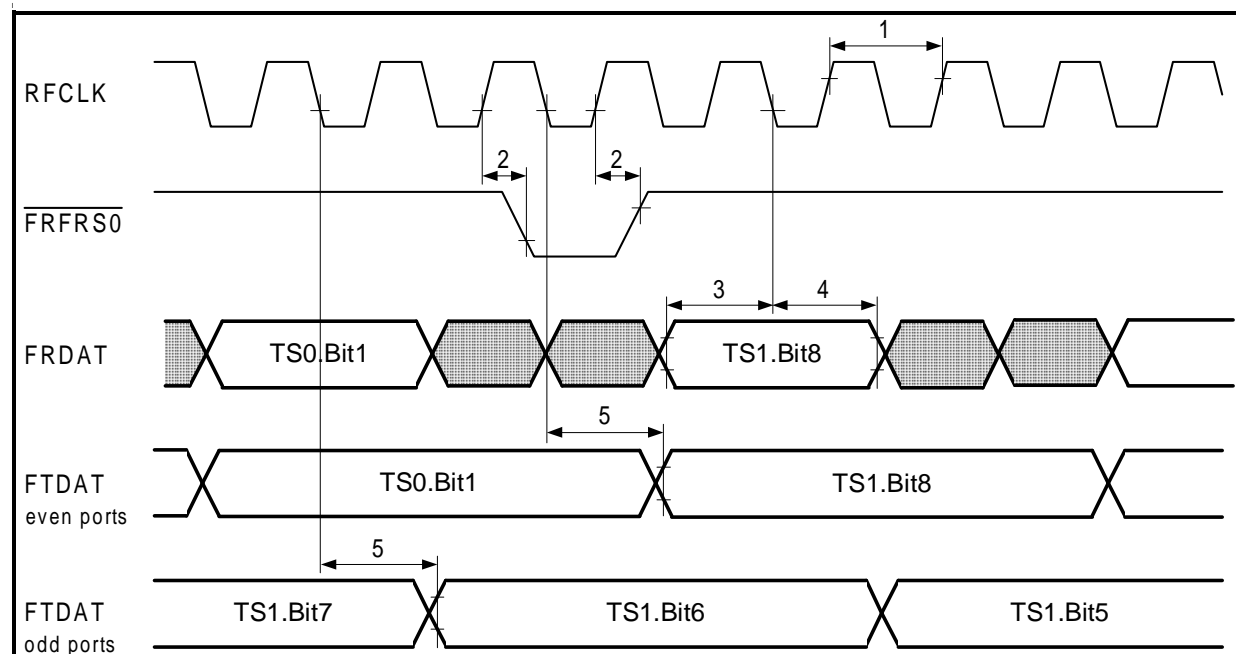 1
RFCLK
2 2
FRFRS0
3 4
FRDAT TS0.Bit1 TS1.Bit8
5
FTDAT TS0.Bit1 TS1.Bit8
even ports
5
FTDAT TS1.Bit7 TS1.Bit6 TS1.Bit5
odd ports